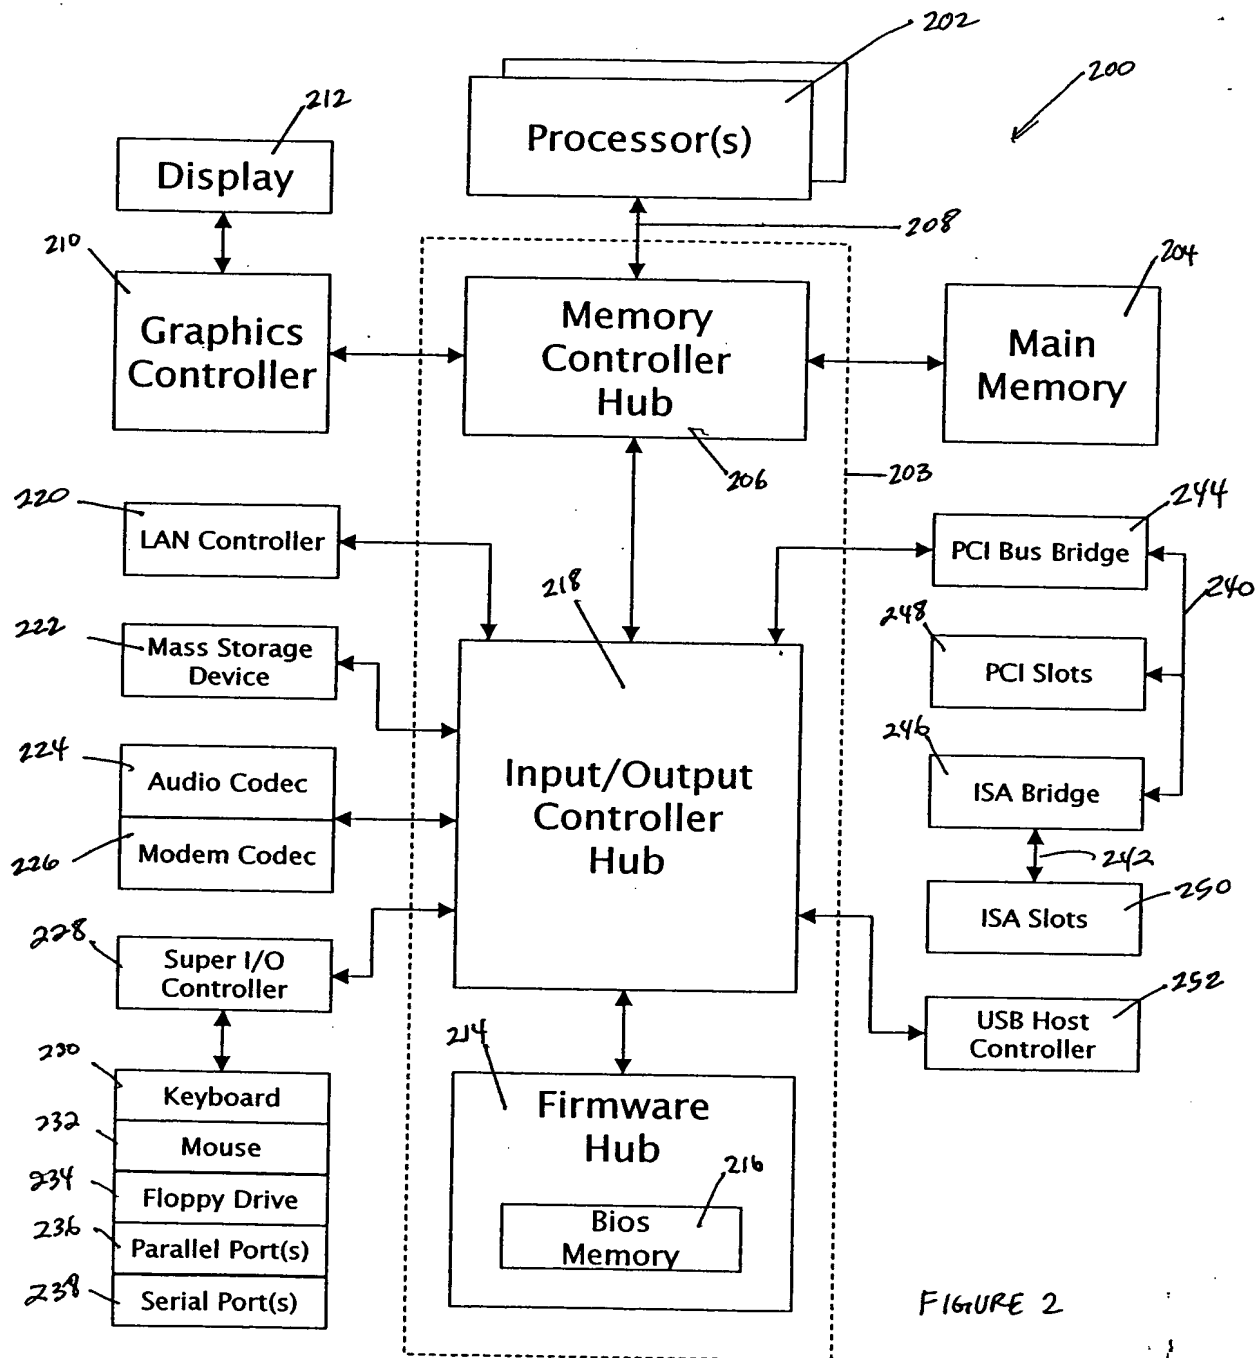 202
200
Processor(s)
212
Display
208
210
204
Graphics
Controller
Memory
Controller
Hub
Main
Memory
206
203
220
LAN Controller
244
PCI Bus Bridge
240
218
222
Mass Storage
Device
248
PCI Slots
224
Audio Codec
226
Modem Codec
Input/Output
Controller
Hub
246
ISA Bridge
242
250
ISA Slots
228
Super I/O
Controller
252
USB Host
Controller
230
Keyboard
232
Mouse
234
Floppy Drive
236
Parallel Port(s)
238
Serial Port(s)
214
Firmware
Hub
216
Bios
Memory
FIGURE 2